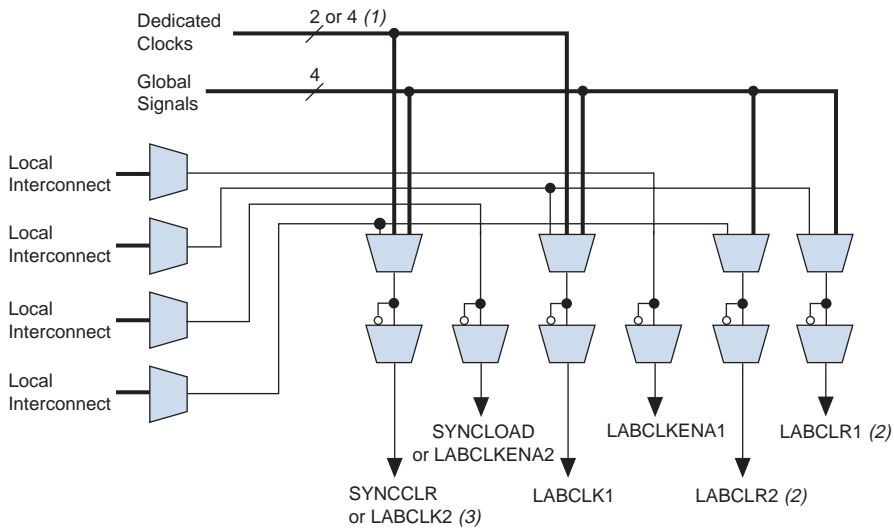 Dedicated
Clocks
2 or 4 (1)
Global
Signals
4
Local
Interconnect
Local
Interconnect
Local
Interconnect
Local
Interconnect
SYNCLOAD
or LABCLKENA2
LABCLKENA1
LABCLR1 (2)
SYNCCLR
or LABCLK2 (3)
LABCLK1
LABCLR2 (2)